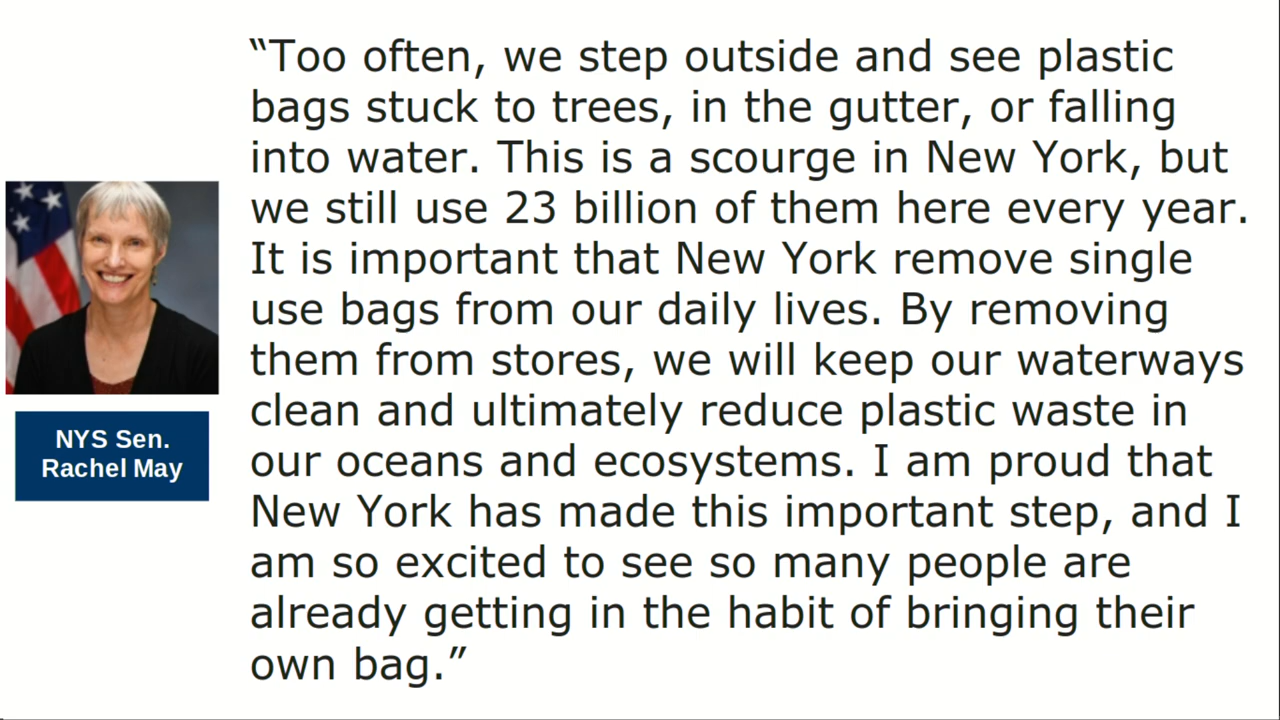 “Too often, we step outside and see plastic
bags stuck to trees, in the gutter, or falling
into water. This is a scourge in New York, but
we still use 23 billion of them here every year.
It is important that New York remove single
use bags from our daily lives. By removing
them from stores, we will keep our waterways
clean and ultimately reduce plastic waste in
our oceans and ecosystems. I am proud that
New York has made this important step, and I
am so excited to see so many people are
already getting in the habit of bringing their
own bag.”
NYS Sen.
Rachel May